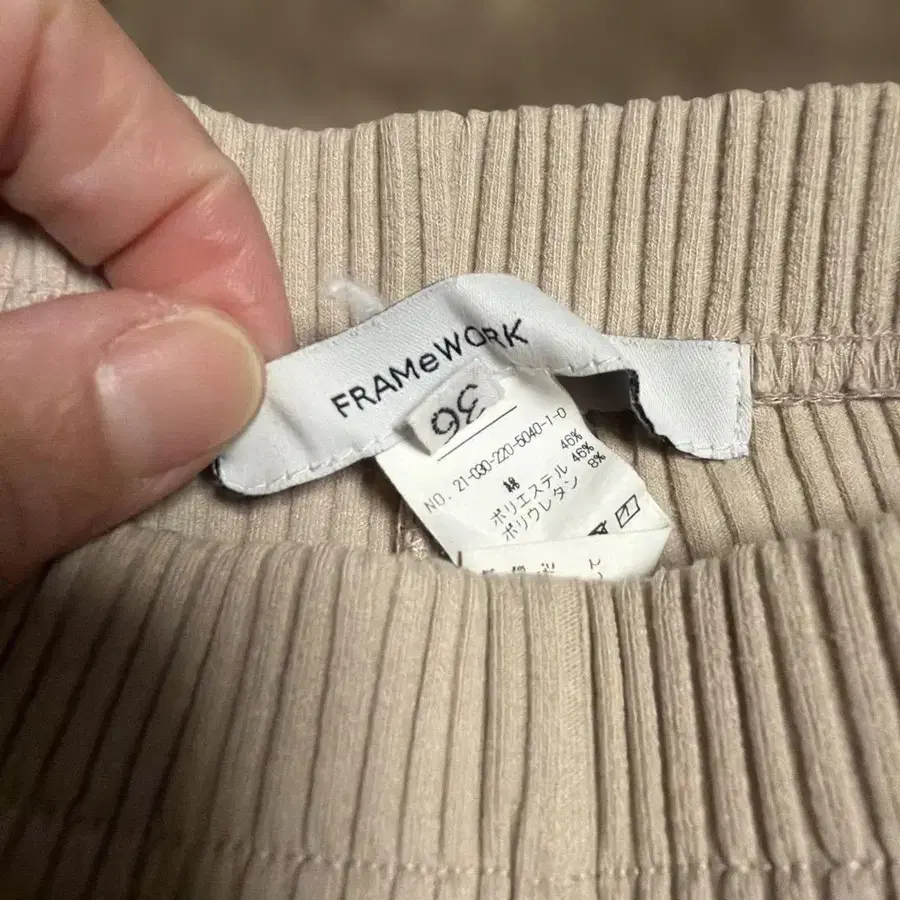 FRAMeWORK
36
NO. 21-030-220-5040-1-0
綿 46%
ポリエステル 46%
ポリウレタン 8%